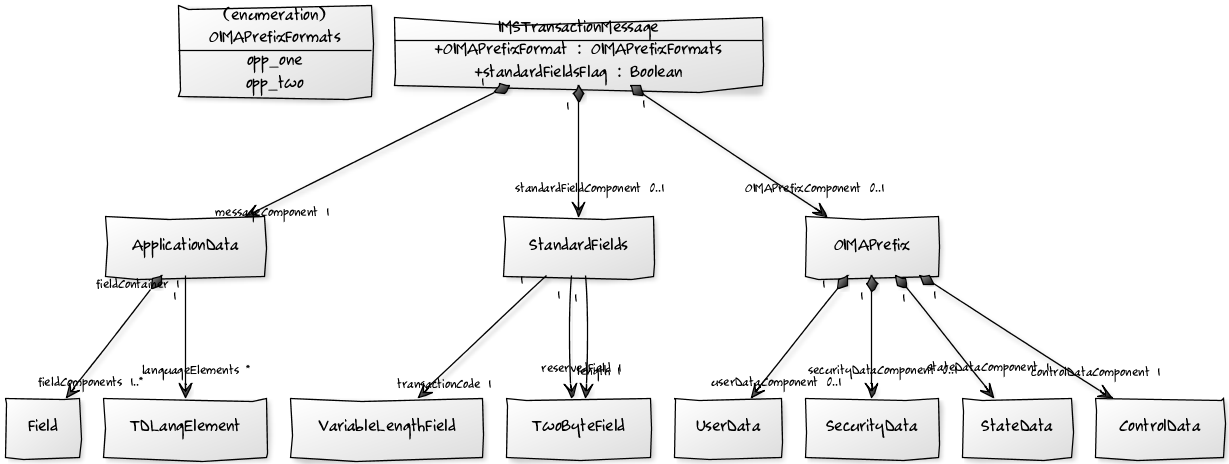 (enumeration)
OIMAPrefixFormats
opp_one
opp_two
IMSTransactionMessage
+OIMAPrefixFormat : OIMAPrefixFormats
+standardFieldsFlag : Boolean
1
1
1
messageComponent 1
standardFieldComponent 0..1
OIMAPrefixComponent 0..1
ApplicationData
StandardFields
OIMAPrefix
fieldContainer 1
1
1
1
1
1
1
1
1
fieldComponents 1..*
languageElements *
transactionCode 1
reservedField 1
length 1
userDataComponent 0..1
securityDataComponent 0..1
stateDataComponent 1
controlDataComponent 1
Field
TDLangElement
VariableLengthField
TwoByteField
UserData
SecurityData
StateData
ControlData